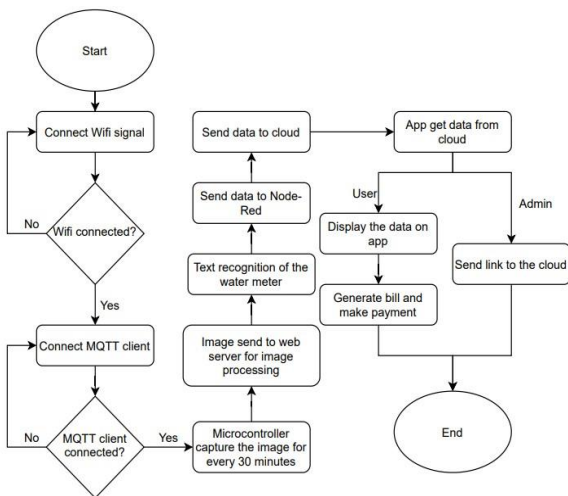 Start
Connect Wifi signal
Wifi connected?
No
Yes
Connect MQTT client
MQTT client
connected?
No
Yes
Microcontroller
capture the image for
every 30 minutes
Image send to web
server for image
processing
Text recognition of the
water meter
Send data to Node-
Red
Send data to cloud
App get data from
cloud
User
Admin
Display the data on
app
Generate bill and
make payment
Send link to the cloud
End